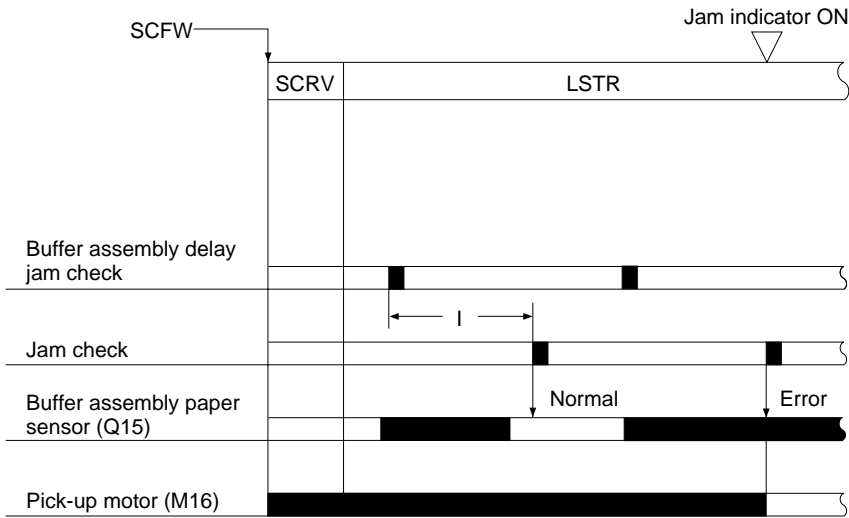 Jam indicator ON
SCFW
SCRV
LSTR
Buffer assembly delay
jam check
I
Jam check
Normal
Error
Buffer assembly paper
sensor (Q15)
Pick-up motor (M16)